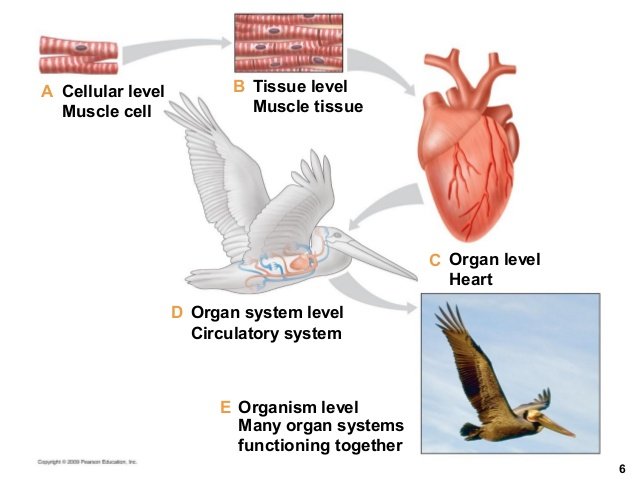 A Cellular level
Muscle cell
B Tissue level
Muscle tissue
C Organ level
Heart
D Organ system level
Circulatory system
E Organism level
Many organ systems
functioning together
Copyright © 2009 Pearson Education, Inc.
6